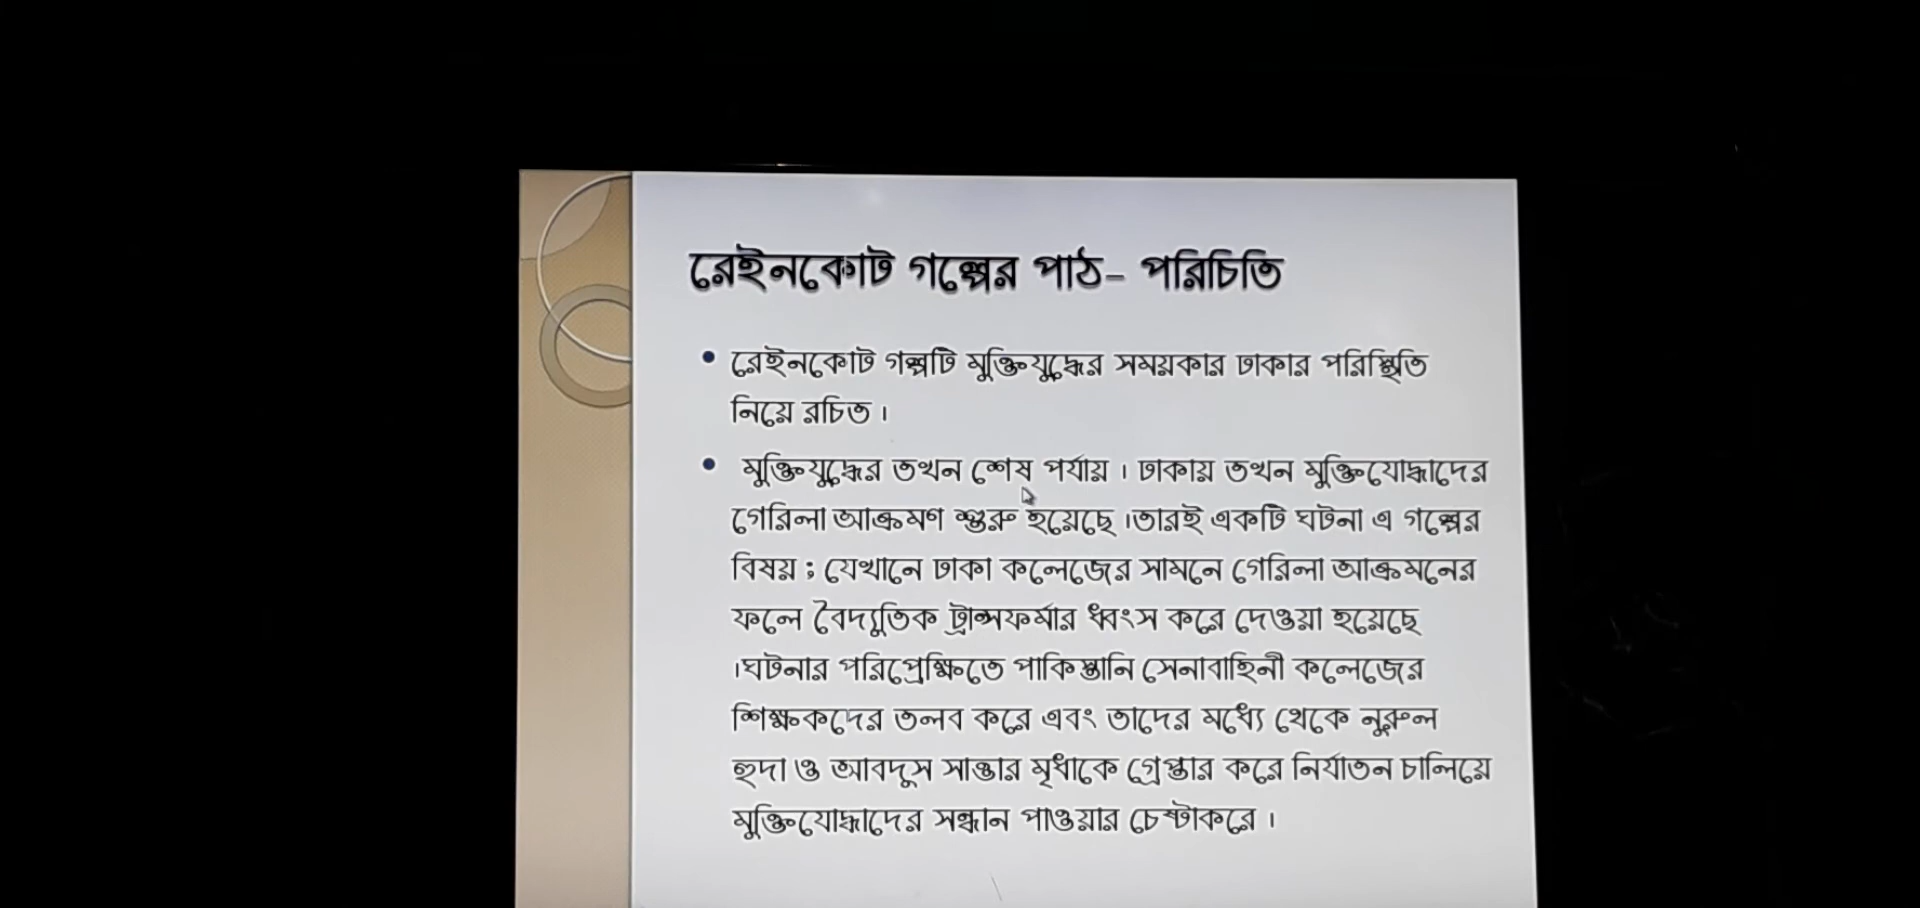 রেইনকোট গল্পের পাঠ- পরিচিতি
• রেইনকোট গল্পটি মুক্তিযুদ্ধের সময়কার ঢাকার পরিস্থিতি
নিয়ে রচিত ।
• মুক্তিযুদ্ধের তখন শেষ পর্যায় । ঢাকায় তখন মুক্তিযোদ্ধাদের
গেরিলা আক্রমণ শুরু হয়েছে ।তারই একটি ঘটনা এ গল্পের
বিষয় ; যেখানে ঢাকা কলেজের সামনে গেরিলা আক্রমনের
ফলে বৈদ্যুতিক ট্রান্সফর্মার ধ্বংস করে দেওয়া হয়েছে
।ঘটনার পরিপ্রেক্ষিতে পাকিস্তানি সেনাবাহিনী কলেজের
শিক্ষকদের তলব করে এবং তাদের মধ্যে থেকে নুরুল
হুদা ও আবদুস সাত্তার মৃধাকে গ্রেপ্তার করে নির্যাতন চালিয়ে
মুক্তিযোদ্ধাদের সন্ধান পাওয়ার চেষ্টাকরে ।